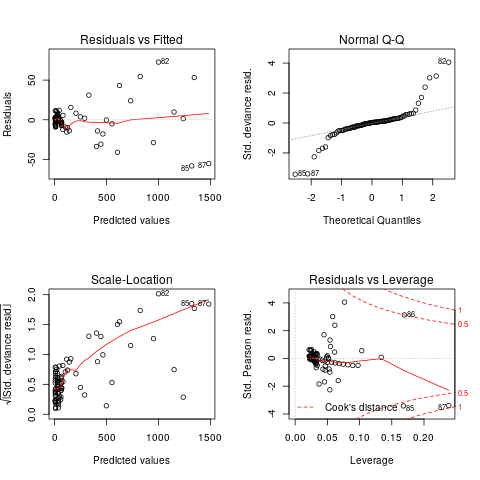 Residuals vs Fitted
Residuals
-50 0 50
82
85 87
0 500 1000 1500
Predicted values
Normal Q-Q
Std. deviance resid.
-2 0 2 4
82
85 87
-2 -1 0 1 2
Theoretical Quantiles
Scale-Location
√|Std. deviance resid.|
0.0 0.5 1.0 1.5 2.0
82
85 87
0 500 1000 1500
Predicted values
Residuals vs Leverage
Std. Pearson resid.
-4 -2 0 2 4
86
1
0.5
0.5
1
Cook's distance
85 87
0.00 0.05 0.10 0.15 0.20
Leverage